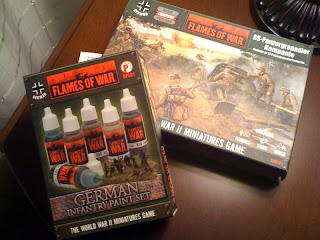 FLAMES OF WAR
GERMAN
INFANTRY PAINT SET
THE WORLD WAR II MINIATURES GAME
FLAMES OF WAR
SS-Panzergrenadier
Kompanie
WAR II MINIATURES GAME